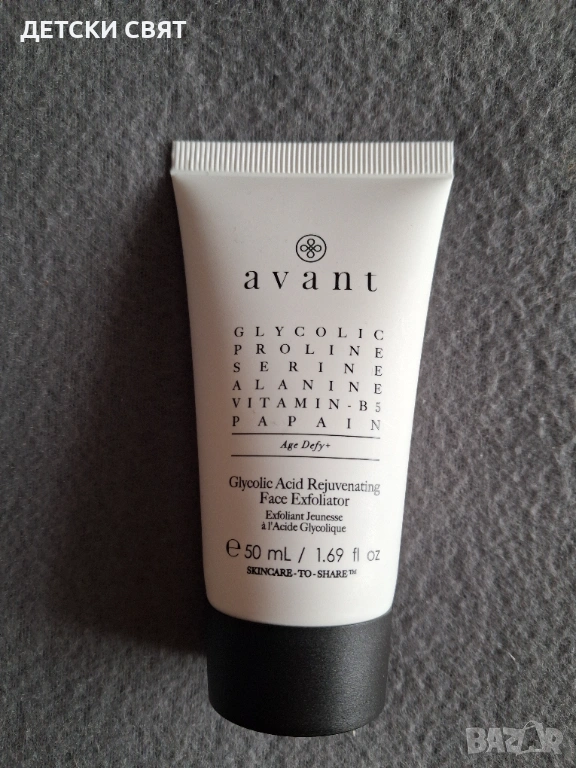 ДЕТСКИ СВЯТ
avant
GLYCOLIC
PROLINE
SERINE
ALANINE
VITAMIN-B5
PAPAIN
Age Defy+
Glycolic Acid Rejuvenating
Face Exfoliator
Exfoliant Jeunesse
à l'Acide Glycolique
℮ 50 mL / 1.69 fl oz
SKINCARE-TO-SHARE™
BAZAR